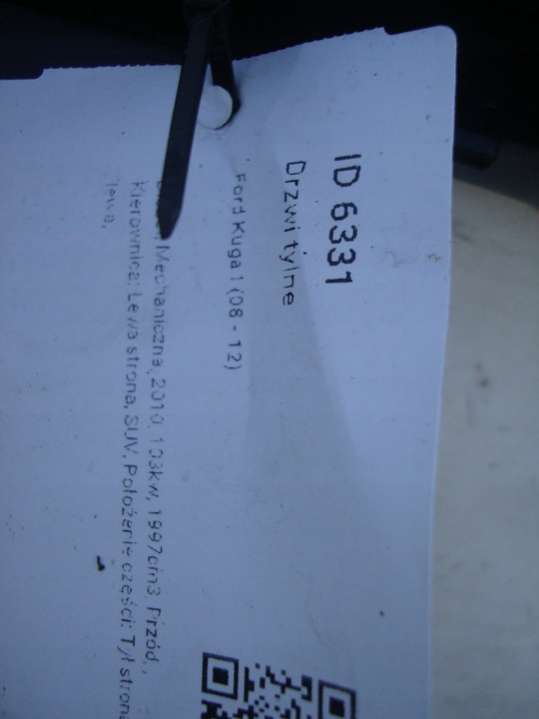 ID 6331
Drzwi tylne
Ford Kuga I (08 - 12)
Mechaniczna, 2010, 103kW, 1997cm3, Przód,
Kierownica: Lewa strona, SUV, Położenie części: Tył strona
lewa,